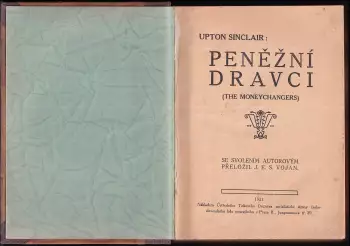 UPTON SINCLAIR:
PENĚŽNÍ
DRAVCI
(THE MONEYCHANGERS)
SE SVOLENÍM AUTOROVÝM
PŘELOŽIL J. E. S. VOJAN.
1921